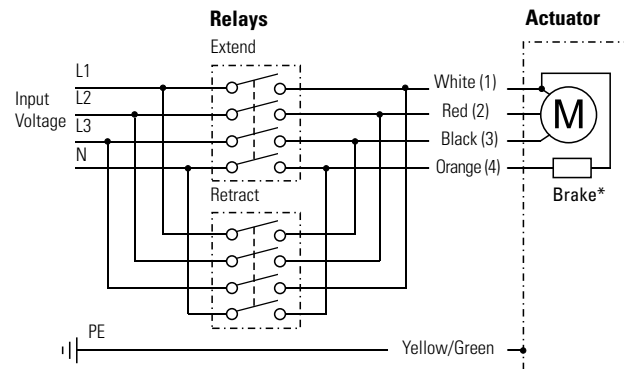 Relays
Actuator
Extend
L1
White (1)
Input
Voltage
L2
Red (2)
M
L3
Black (3)
N
Orange (4)
Retract
Brake*
PE
Yellow/Green